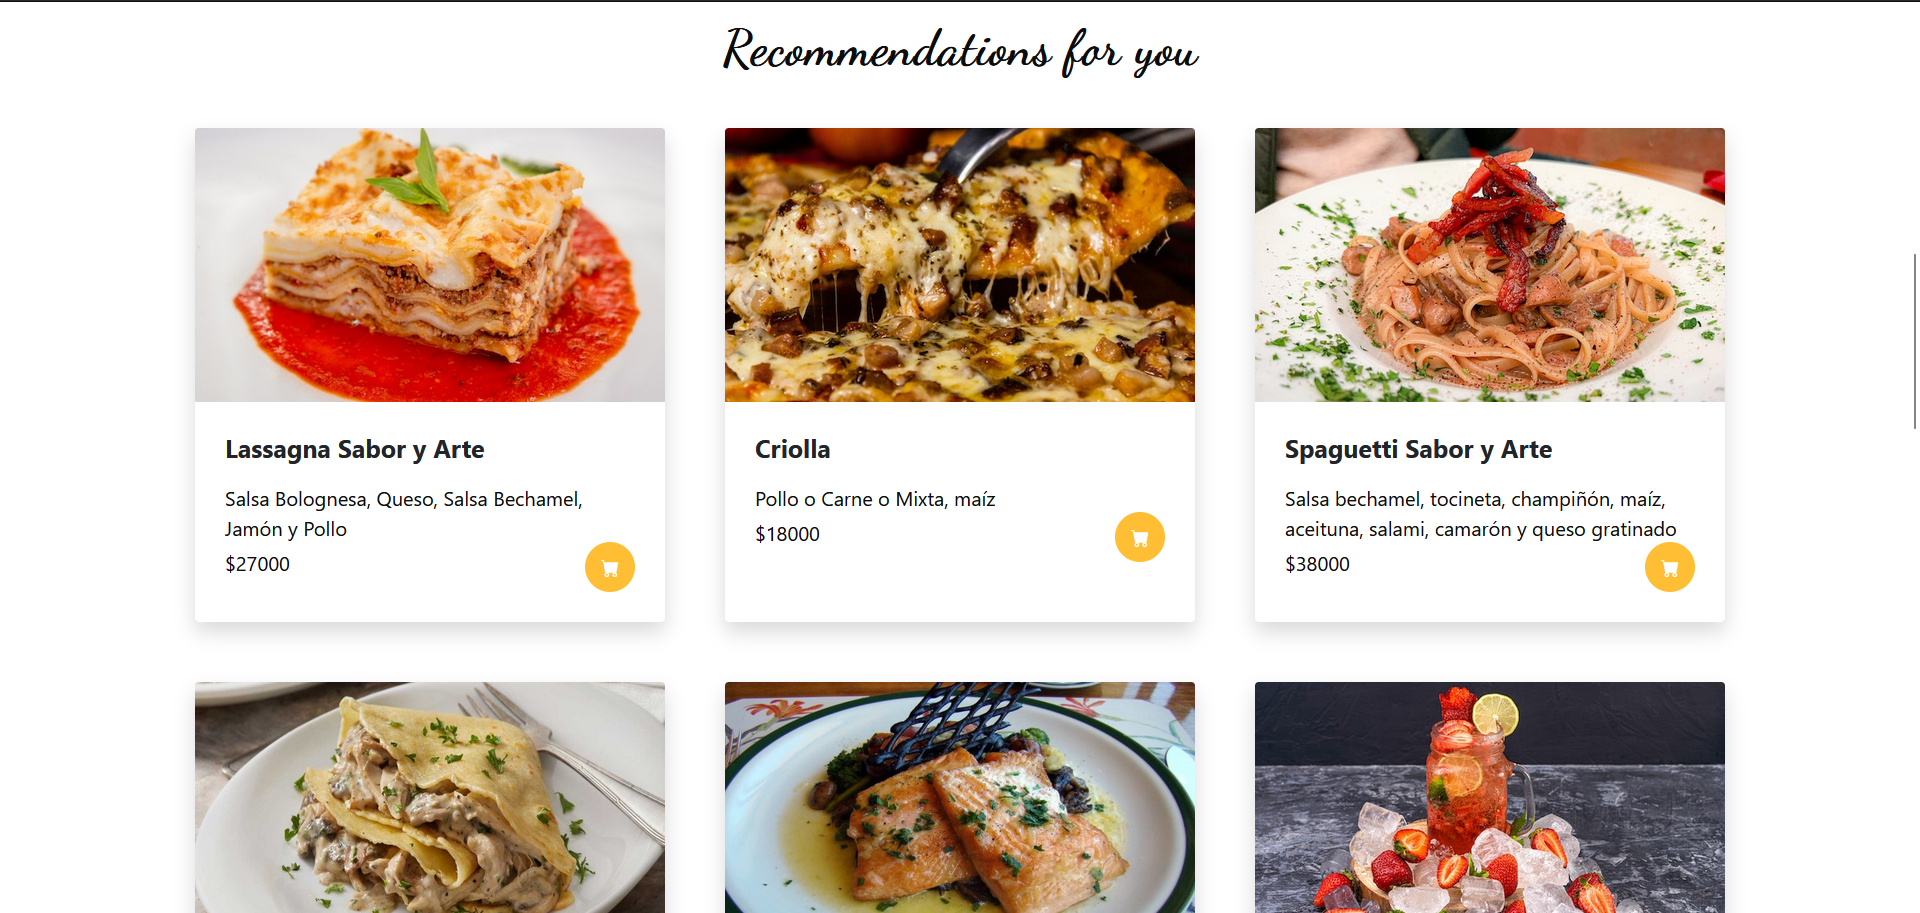 Recommendations for you
Lassagna Sabor y Arte
Salsa Bolognesa, Queso, Salsa Bechamel,
Jamón y Pollo
$27000
Criolla
Pollo o Carne o Mixta, maíz
$18000
Spaguetti Sabor y Arte
Salsa bechamel, tocineta, champiñón, maíz,
aceituna, salami, camarón y queso gratinado
$38000